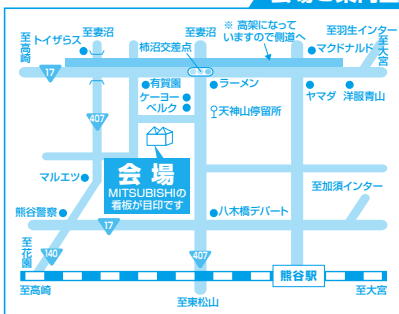 至妻沼
至妻沼
※ 高架になって
いますので側道へ
至羽生インター
至高崎
トイザらス
柿沼交差点
マクドナルド
至大宮
17
有賀園
ラーメン
ケーヨー
ベルク
天神山停留所
ヤマダ
洋服青山
407
会場
MITSUBISHIの
看板が目印です
マルエツ
至加須インター
熊谷警察
八木橋デパート
17
至花園
140
407
熊谷駅
至高崎
至大宮
至東松山